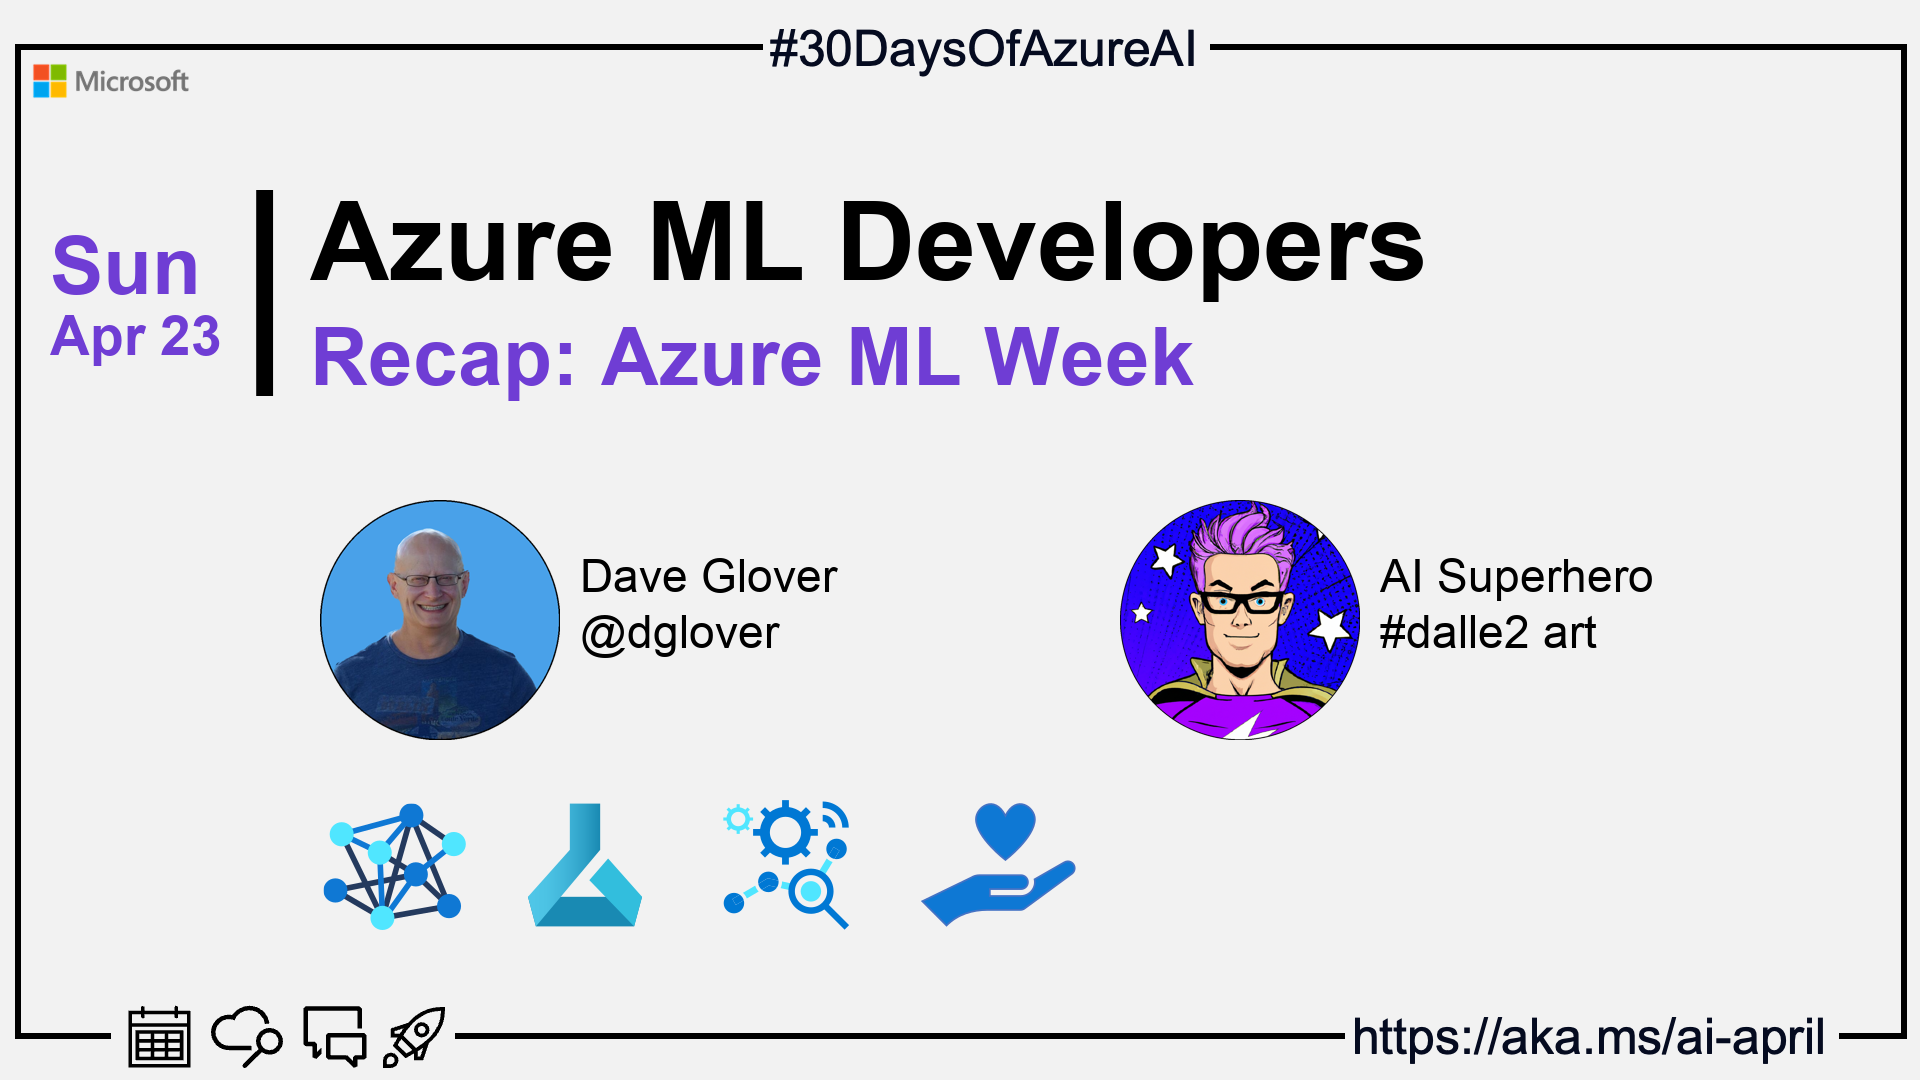 #30DaysOfAzureAI
Microsoft
Sun
Apr 23
Azure ML Developers
Recap: Azure ML Week
Dave Glover
@dglover
AI Superhero
#dalle2 art
https://aka.ms/ai-april